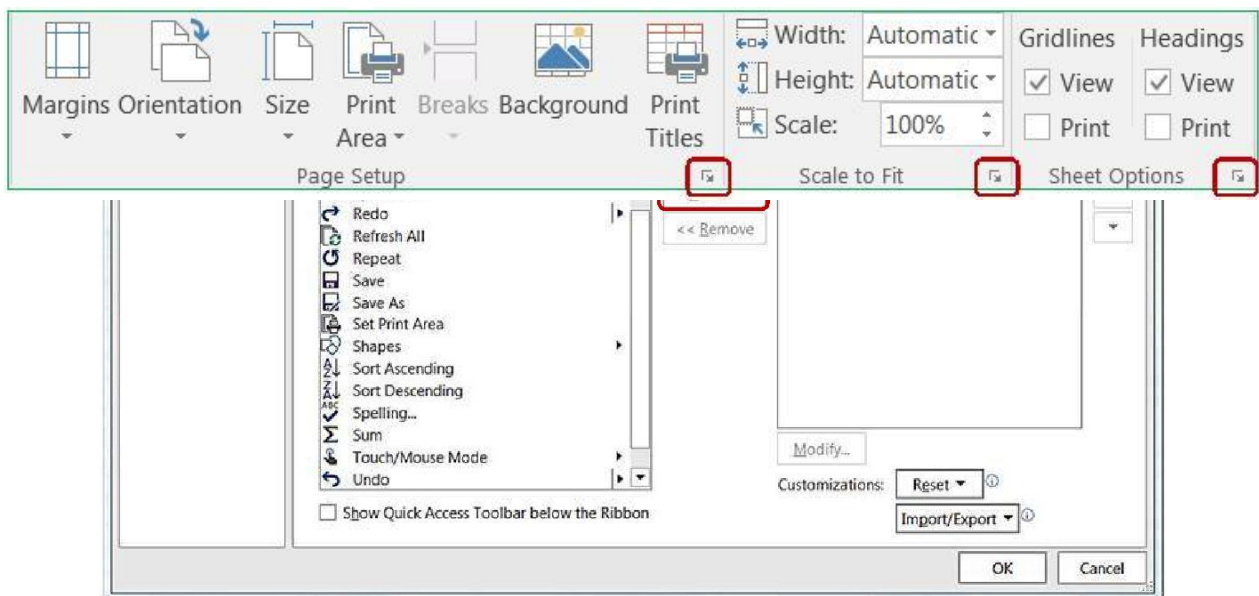 Margins Orientation Size Print Area Breaks Background Print Titles
Width: Automatic
Height: Automatic
Scale: 100%
Gridlines Headings
View View
Print Print
Page Setup Scale to Fit Sheet Options
Redo
Refresh All
Repeat
Save
Save As
Set Print Area
Shapes
Sort Ascending
Sort Descending
Spelling...
Sum
Touch/Mouse Mode
Undo
Show Quick Access Toolbar below the Ribbon
<< Remove
Modify...
Customizations: Reset
Import/Export
OK Cancel